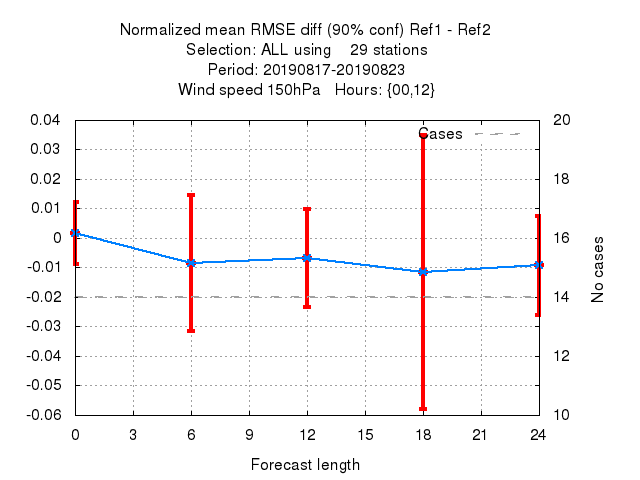 Normalized mean RMSE diff (90% conf) Ref1 - Ref2
Selection: ALL using    29 stations
Period: 20190817-20190823
Wind speed 150hPa   Hours: {00,12}
Cases
0.04
0.03
0.02
0.01
0
-0.01
-0.02
-0.03
-0.04
-0.05
-0.06
20
18
16
14
12
10
No cases
0 3 6 9 12 15 18 21 24
Forecast length